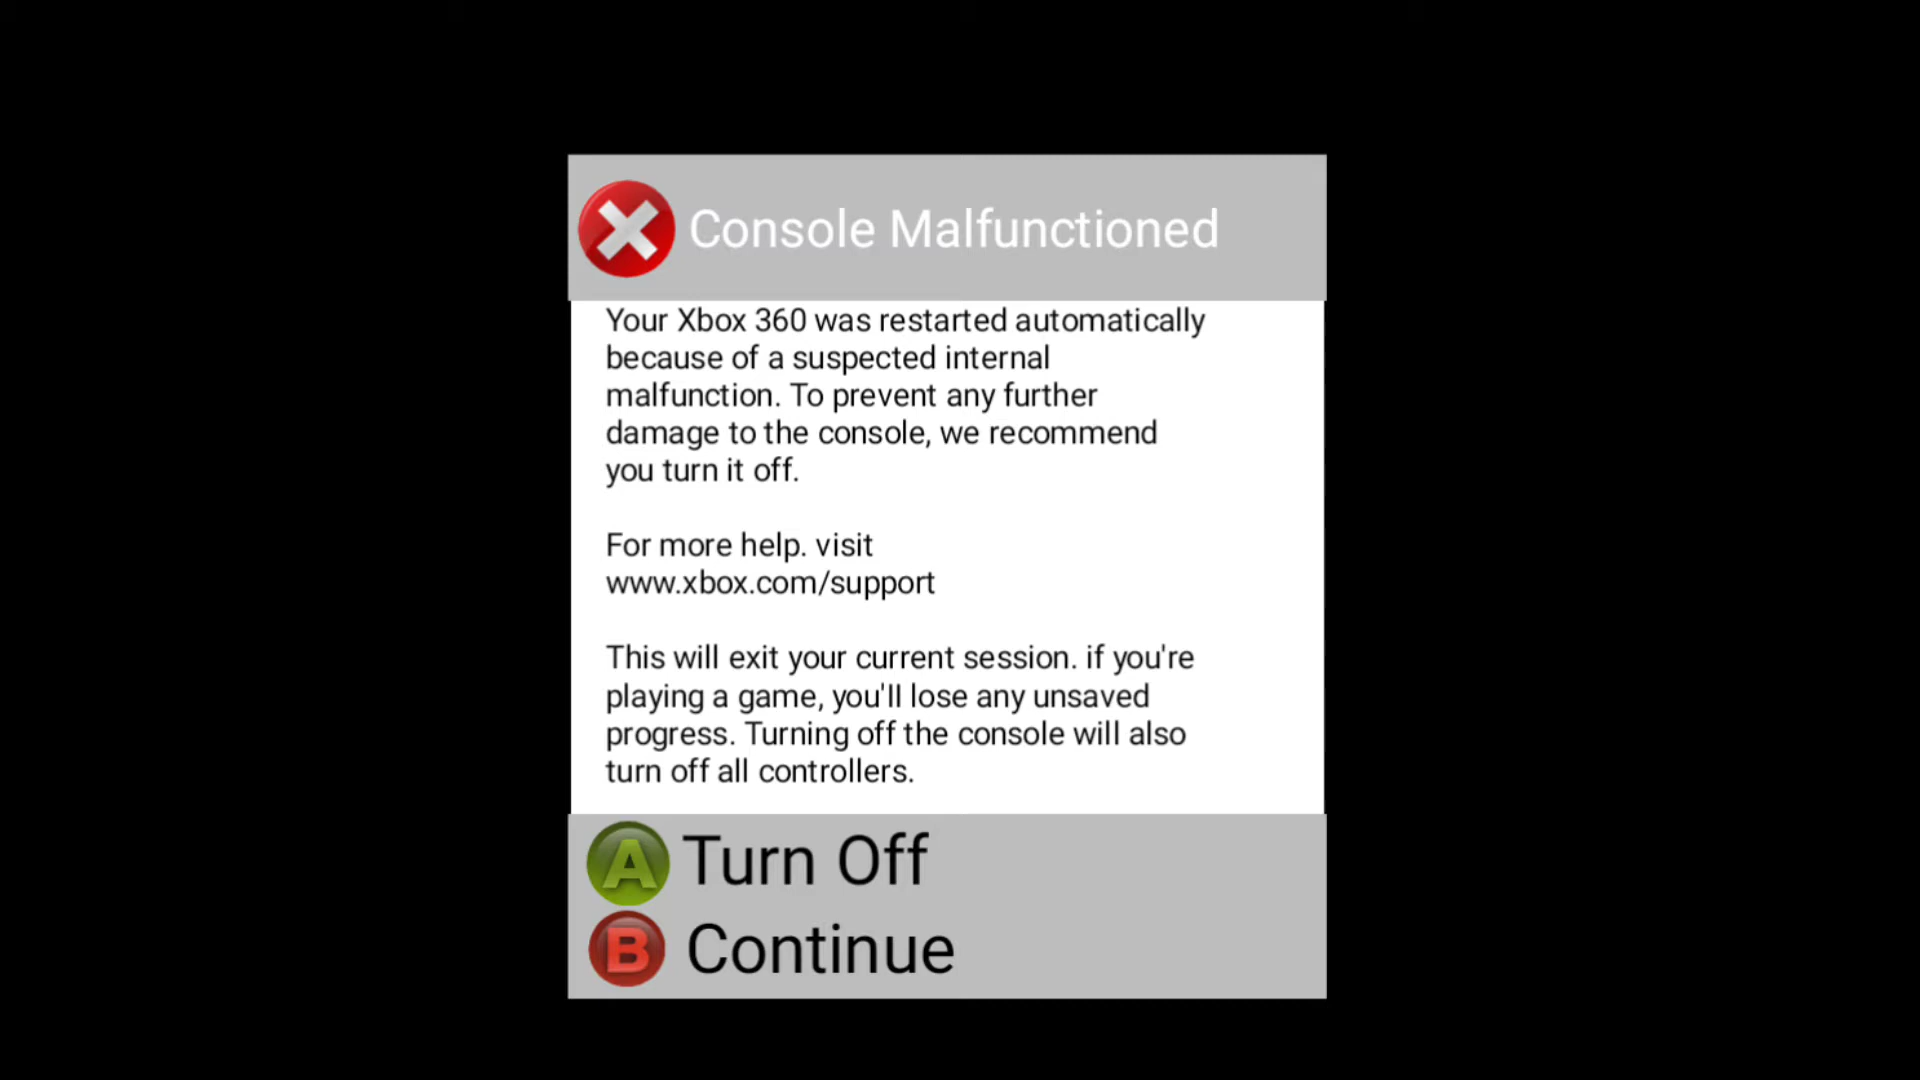 Console Malfunctioned
Your Xbox 360 was restarted automatically
because of a suspected internal
malfunction. To prevent any further
damage to the console, we recommend
you turn it off.
For more help. visit
www.xbox.com/support
This will exit your current session. if you're
playing a game, you'll lose any unsaved
progress. Turning off the console will also
turn off all controllers.
A Turn Off
B Continue